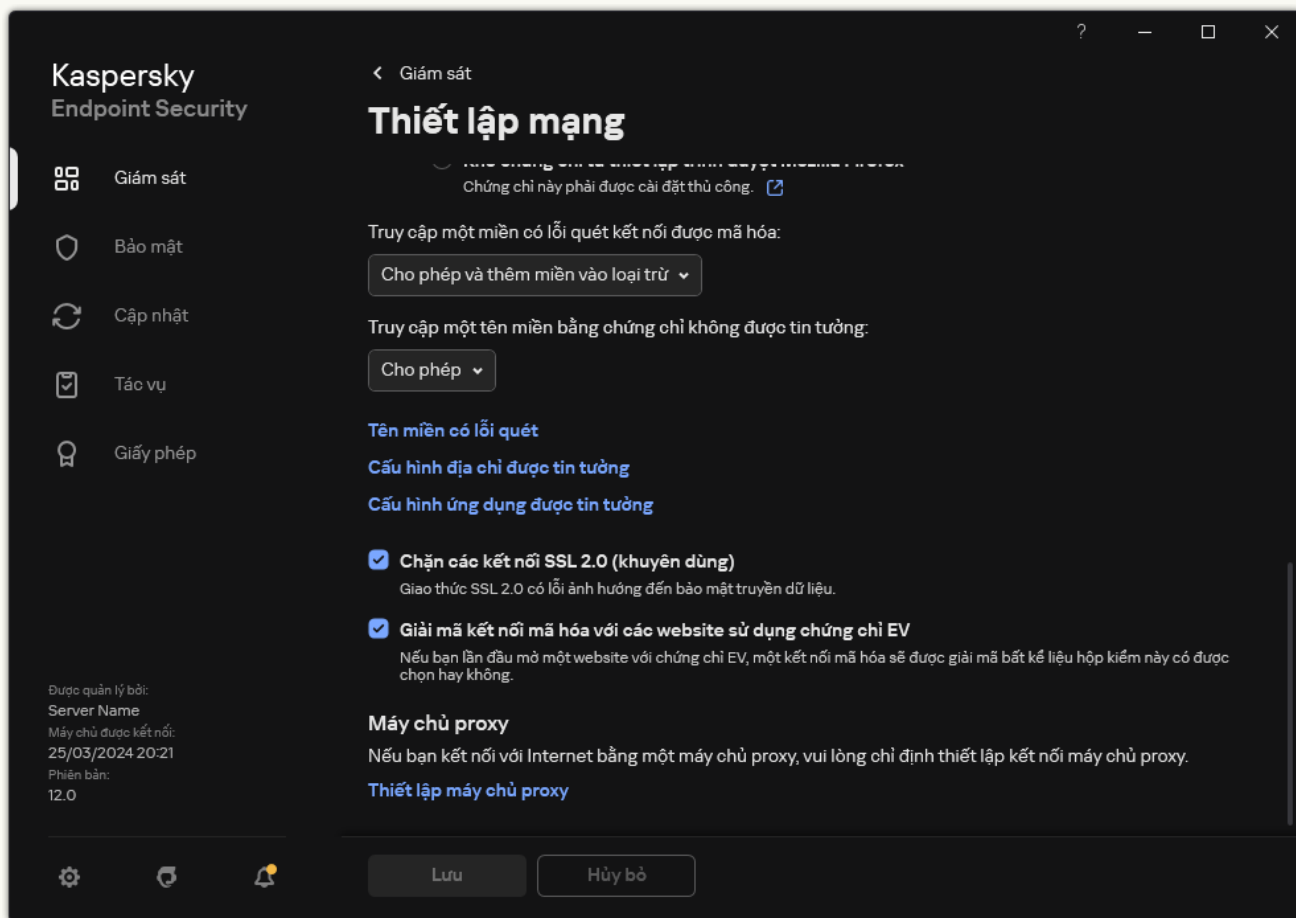 ?
Kaspersky
Endpoint Security
Giám sát
Bảo mật
Cập nhật
Tác vụ
Giấy phép
Được quản lý bởi:
Server Name
Máy chủ được kết nối:
25/03/2024 20:21
Phiên bản:
12.0
Giám sát
Thiết lập mạng
Kho chứng chỉ từ thiết lập trình duyệt Mozilla Firefox
Chứng chỉ này phải được cài đặt thủ công.
Truy cập một miền có lỗi quét kết nối được mã hóa:
Cho phép và thêm miền vào loại trừ
Truy cập một tên miền bằng chứng chỉ không được tin tưởng:
Cho phép
Tên miền có lỗi quét
Cấu hình địa chỉ được tin tưởng
Cấu hình ứng dụng được tin tưởng
Chặn các kết nối SSL 2.0 (khuyên dùng)
Giao thức SSL 2.0 có lỗi ảnh hưởng đến bảo mật truyền dữ liệu.
Giải mã kết nối mã hóa với các website sử dụng chứng chỉ EV
Nếu bạn lần đầu mở một website với chứng chỉ EV, một kết nối mã hóa sẽ được giải mã bất kể liệu hộp kiểm này có được
chọn hay không.
Máy chủ proxy
Nếu bạn kết nối với Internet bằng một máy chủ proxy, vui lòng chỉ định thiết lập kết nối máy chủ proxy.
Thiết lập máy chủ proxy
Lưu
Hủy bỏ